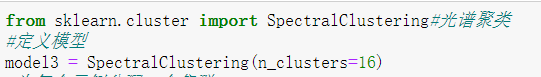 from sklearn.cluster import SpectralClustering#光谱聚类
#定义模型
model3 = SpectralClustering(n_clusters=16)